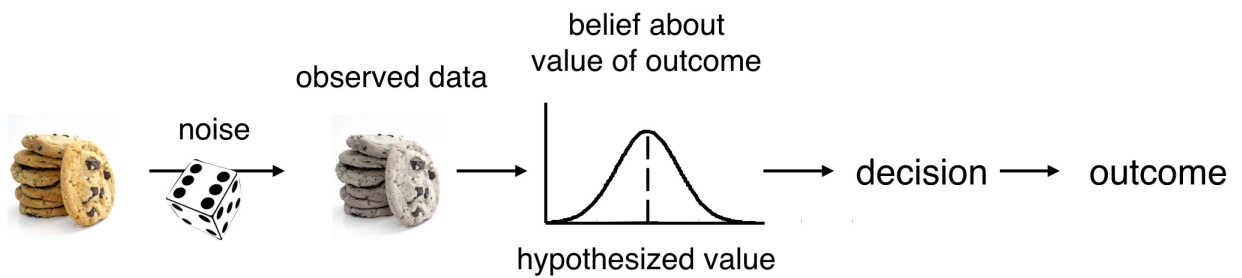 noise
observed data
belief about
value of outcome
hypothesized value
decision
outcome